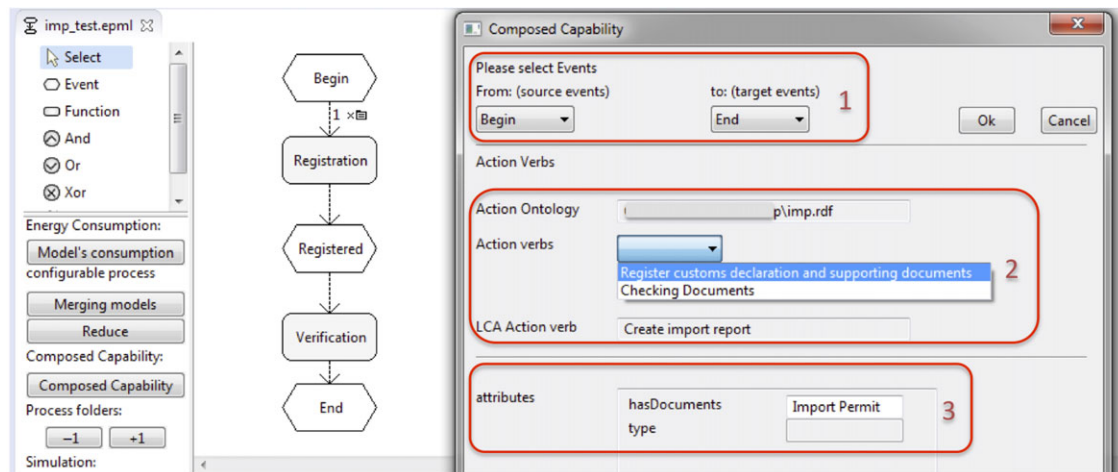 imp_test.epml
Select
Event
Function
And
Or
Xor
Energy Consumption:
Model's consumption
configurable process
Merging models
Reduce
Composed Capability:
Composed Capability
Process folders:
−1 +1
Simulation:
Begin
1 ×
Registration
Registered
Verification
End
Composed Capability
Please select Events
From: (source events) to: (target events)
1
Begin End
Ok Cancel
Action Verbs
Action Ontology p\imp.rdf
Action verbs
Register customs declaration and supporting documents
2
Checking Documents
LCA Action verb Create import report
attributes
hasDocuments Import Permit
3
type